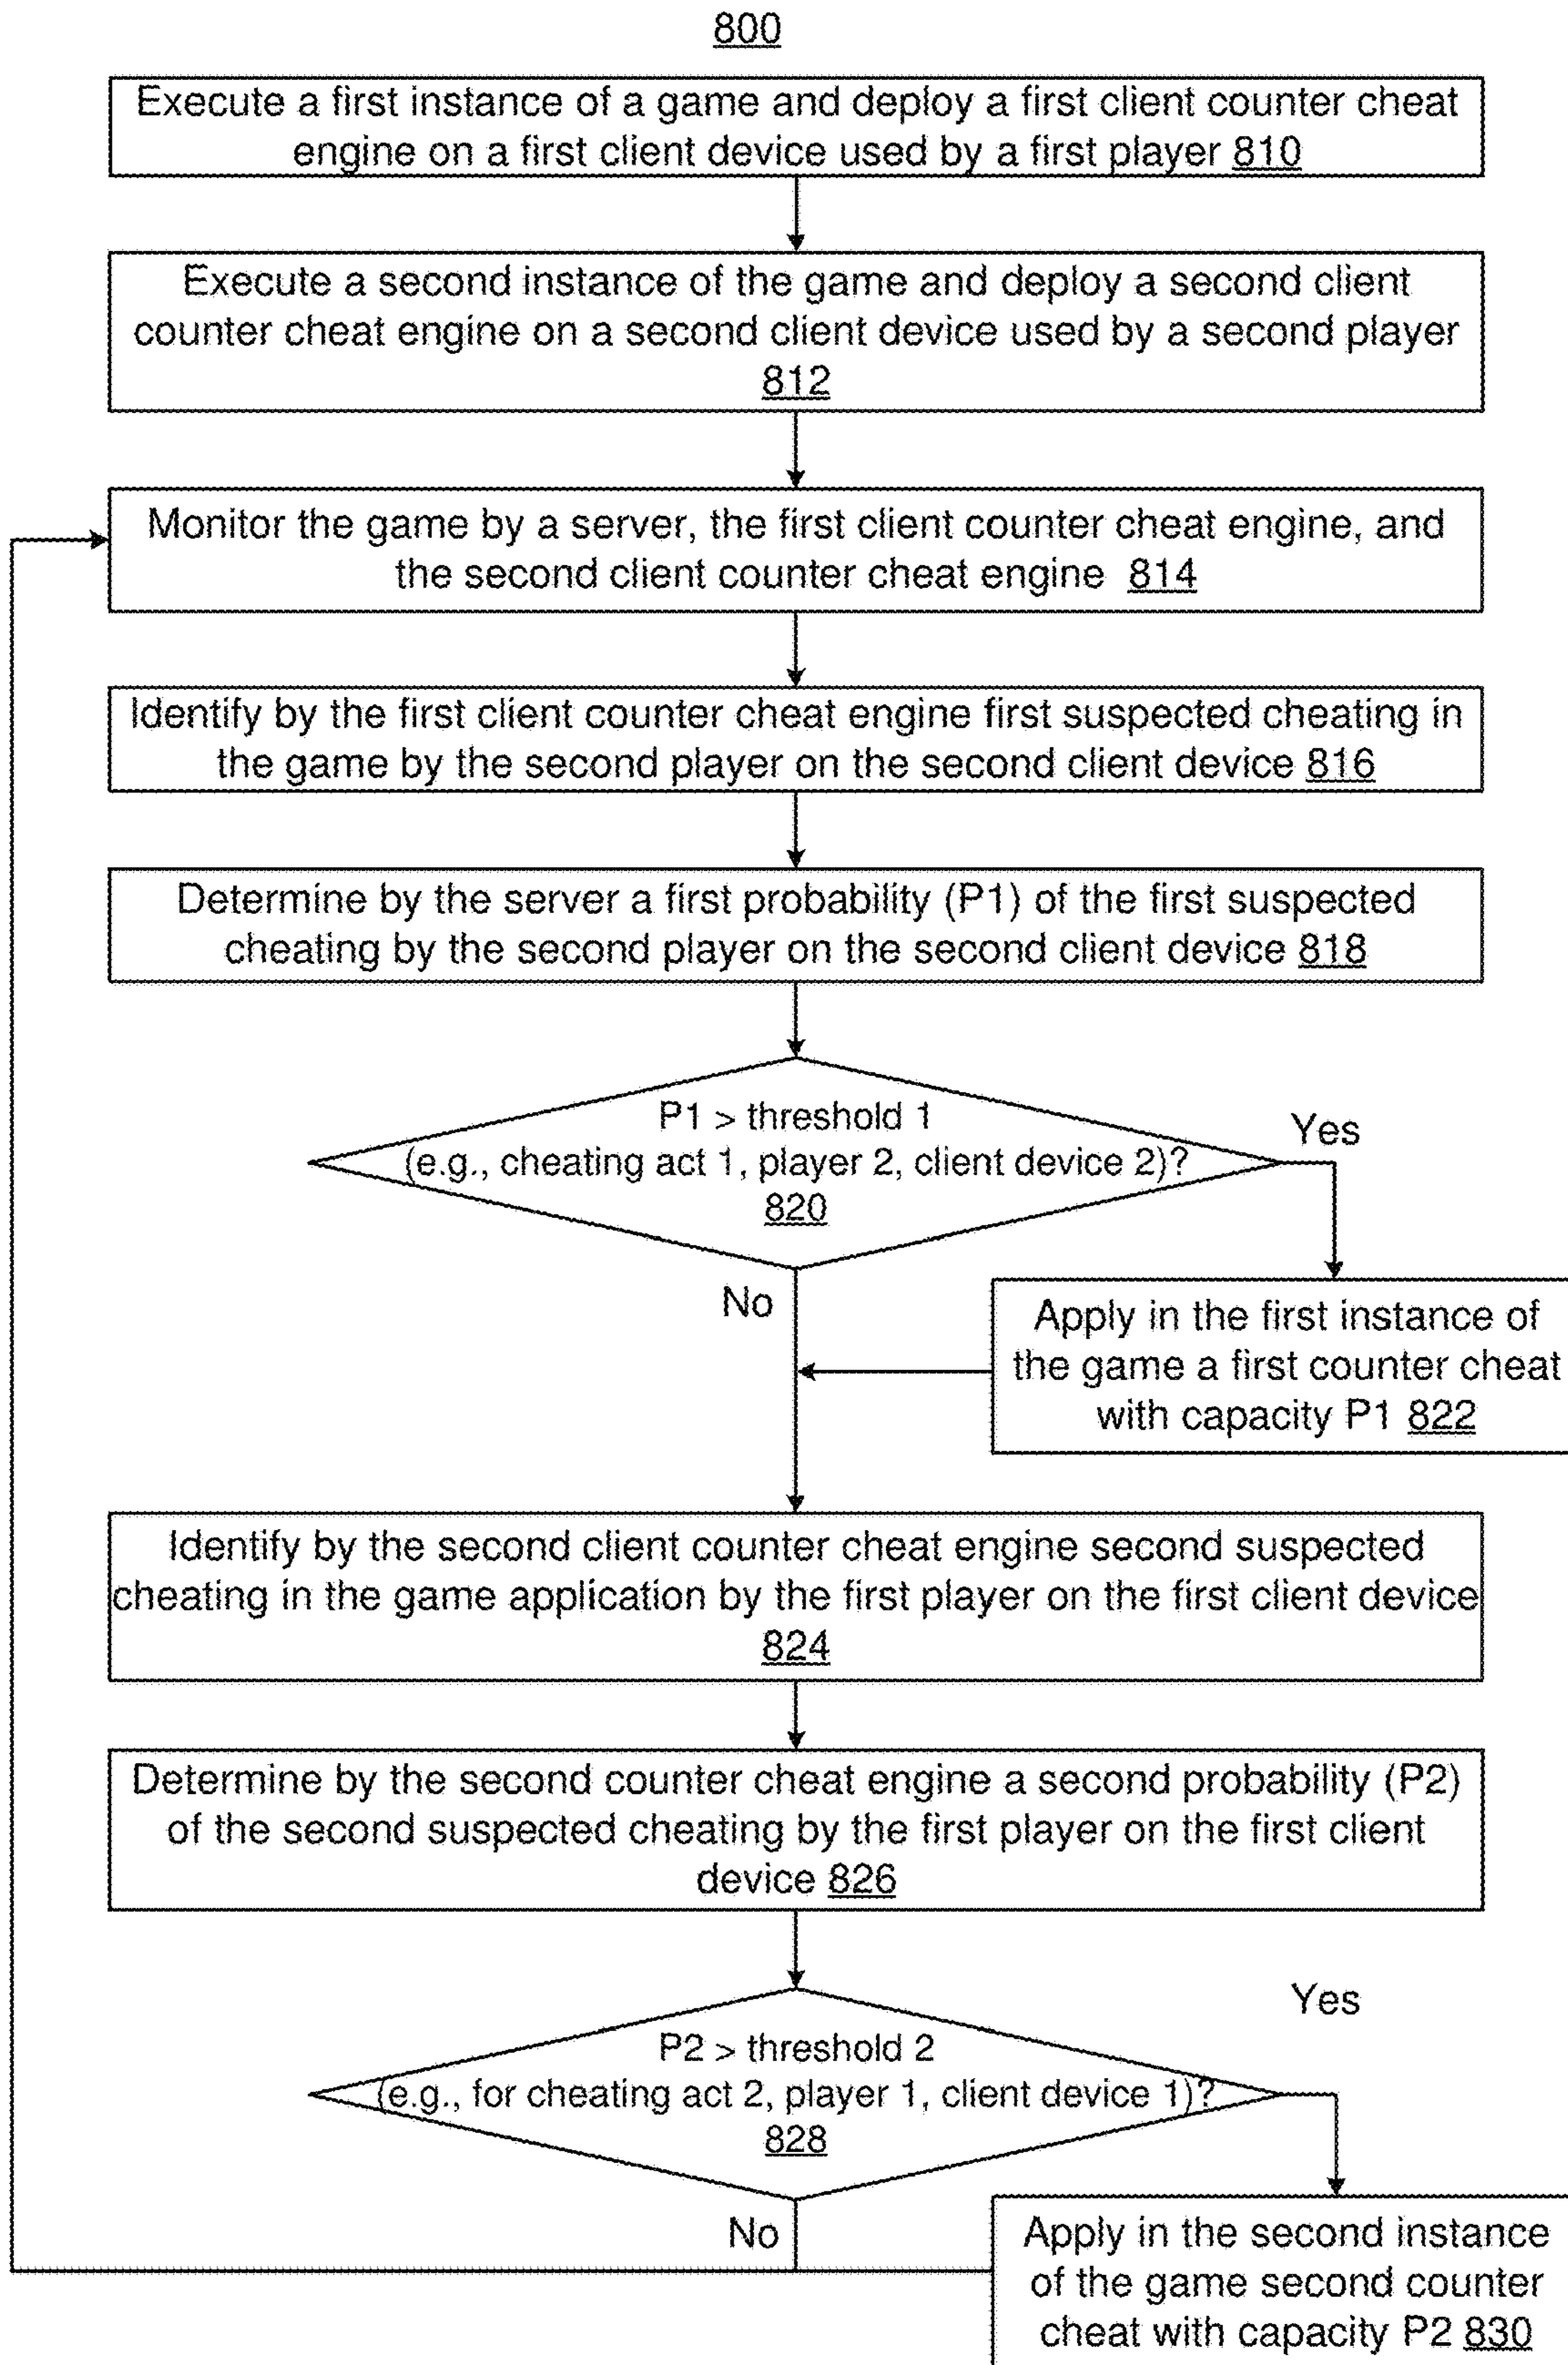 800
Execute a first instance of a game and deploy a first client counter cheat
engine on a first client device used by a first player 810
Execute a second instance of the game and deploy a second client
counter cheat engine on a second client device used by a second player
812
Monitor the game by a server, the first client counter cheat engine, and
the second client counter cheat engine 814
Identify by the first client counter cheat engine first suspected cheating in
the game by the second player on the second client device 816
Determine by the server a first probability (P1) of the first suspected
cheating by the second player on the second client device 818
P1 > threshold 1
(e.g., cheating act 1, player 2, client device 2)?
820
Yes
No
Apply in the first instance of
the game a first counter cheat
with capacity P1 822
Identify by the second client counter cheat engine second suspected
cheating in the game application by the first player on the first client device
824
Determine by the second counter cheat engine a second probability (P2)
of the second suspected cheating by the first player on the first client
device 826
Yes
P2 > threshold 2
(e.g., for cheating act 2, player 1, client device 1)?
828
No
Apply in the second instance
of the game second counter
cheat with capacity P2 830